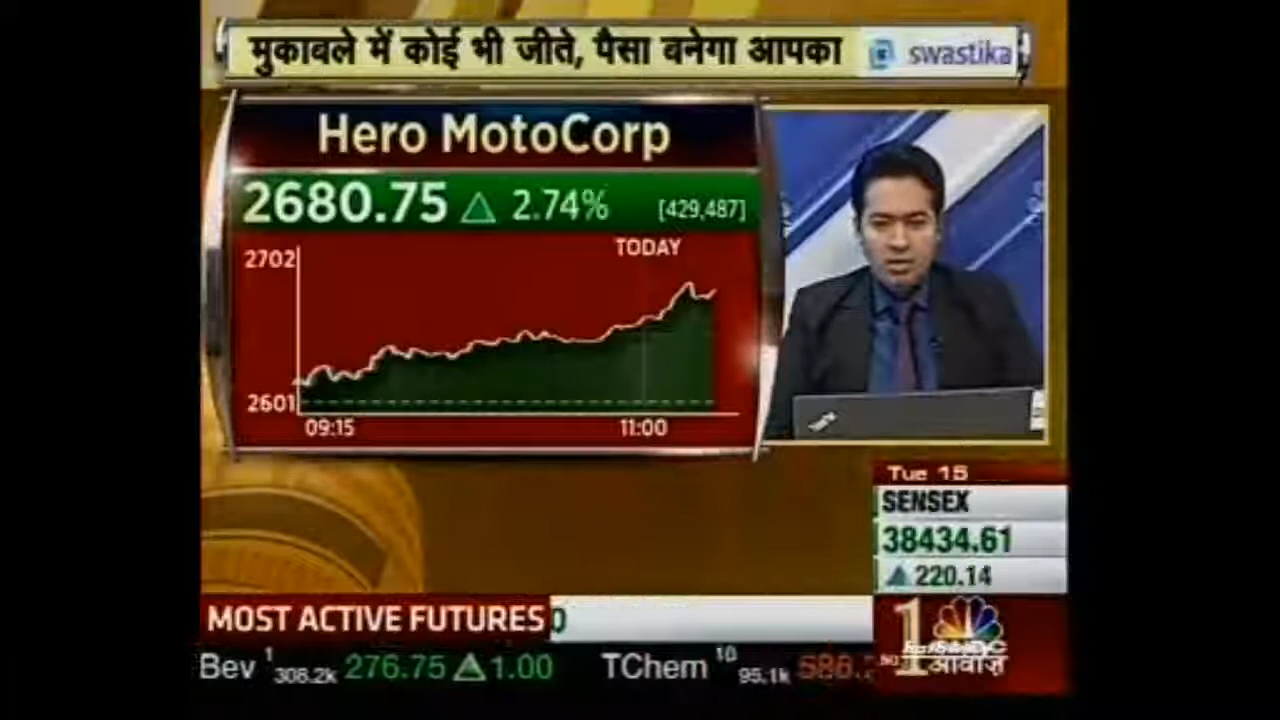 मुकाबले में कोई भी जीते, पैसा बनेगा आपका swastika
Hero MotoCorp
2680.75 ▲ 2.74% [429,487]
TODAY
2702
2601
09:15 11:00
Tue 15
SENSEX
38434.61
▲ 220.14
MOST ACTIVE FUTURES
Bev 1 308.2k 276.75 ▲ 1.00 TChem 10 95.1k
NO. 1 आवाज़